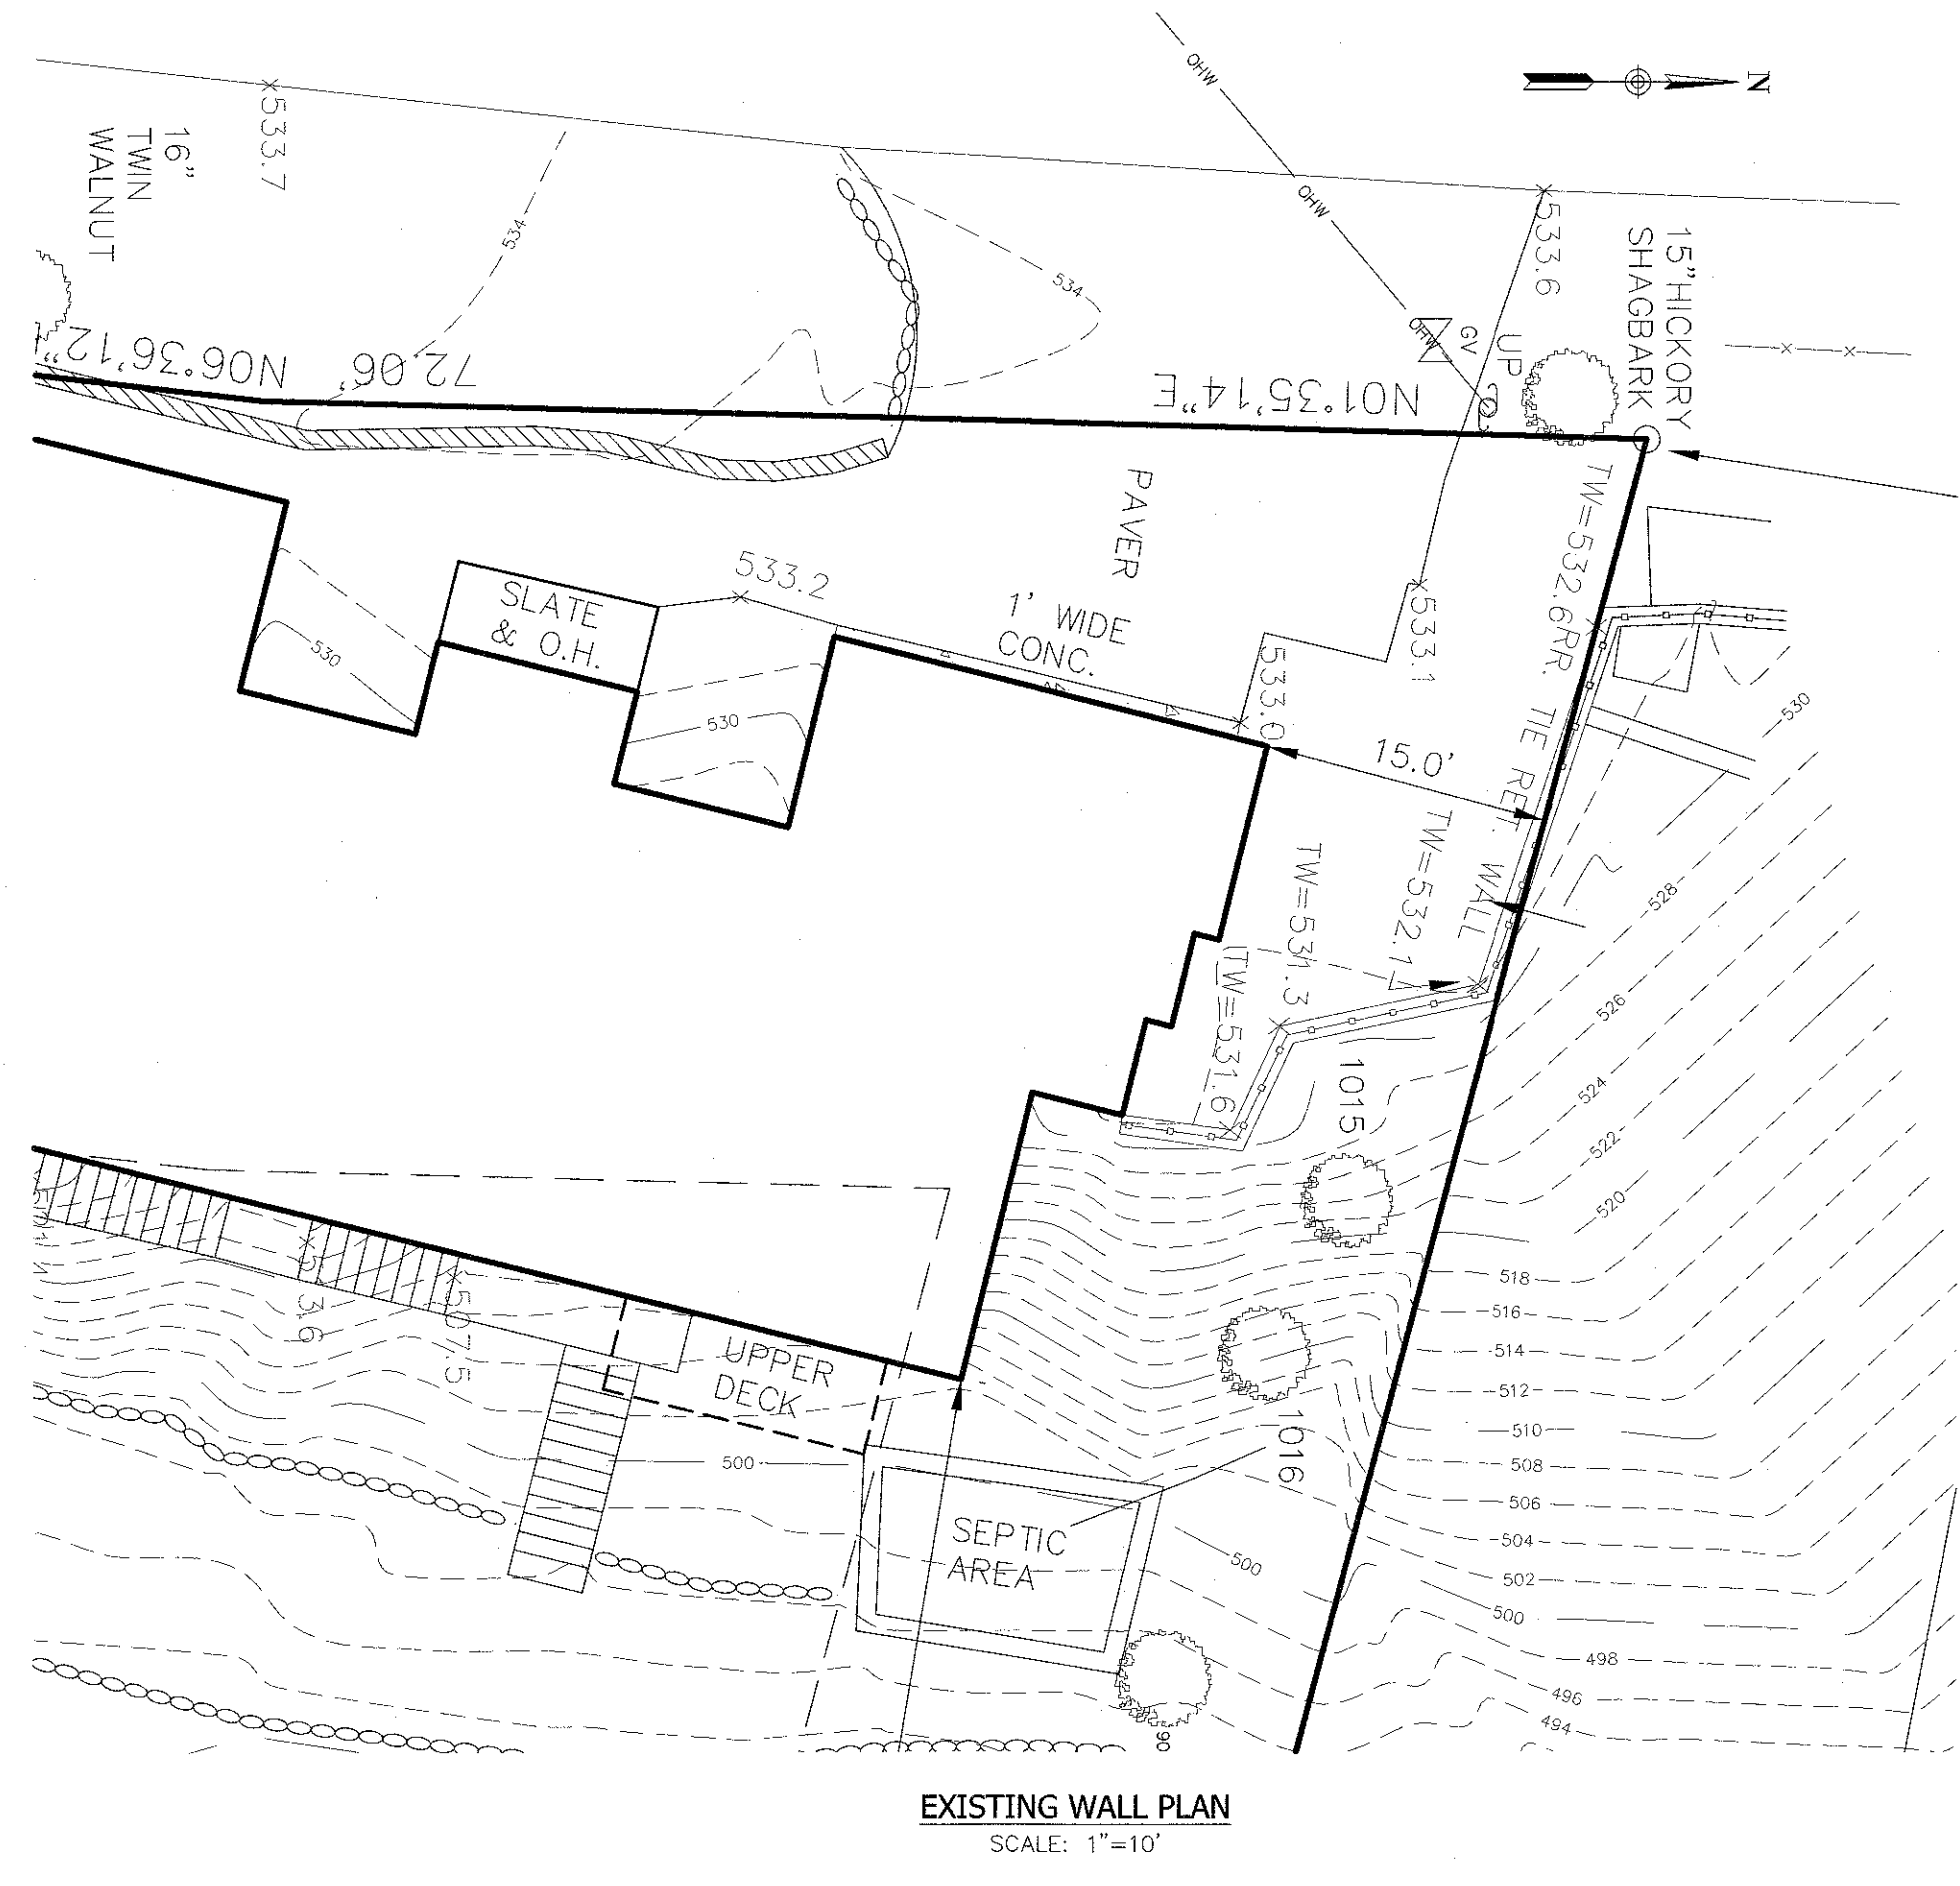 OHW
N
533.7
16"
TWIN
WALNUT
534
534
OHW
533.6
15"HICKORY
SHAGBARK
OHW
GV
UP
N06°36'12"
72.06'
N01°35'14"E
TW=532.6
RR. TIE RET. WALL
PAVER
533.2
SLATE
& O.H.
1' WIDE
CONC.
533.1
533.0
530
530
530
15.0'
TW=532.1
TW=531.3
TW=531.6
528
526
524
522
520
518
516
514
512
510
508
506
504
502
500
498
496
494
1015
1016
513.6
507.5
UPPER
DECK
500
SEPTIC
AREA
500
90
EXISTING WALL PLAN
SCALE: 1"=10'